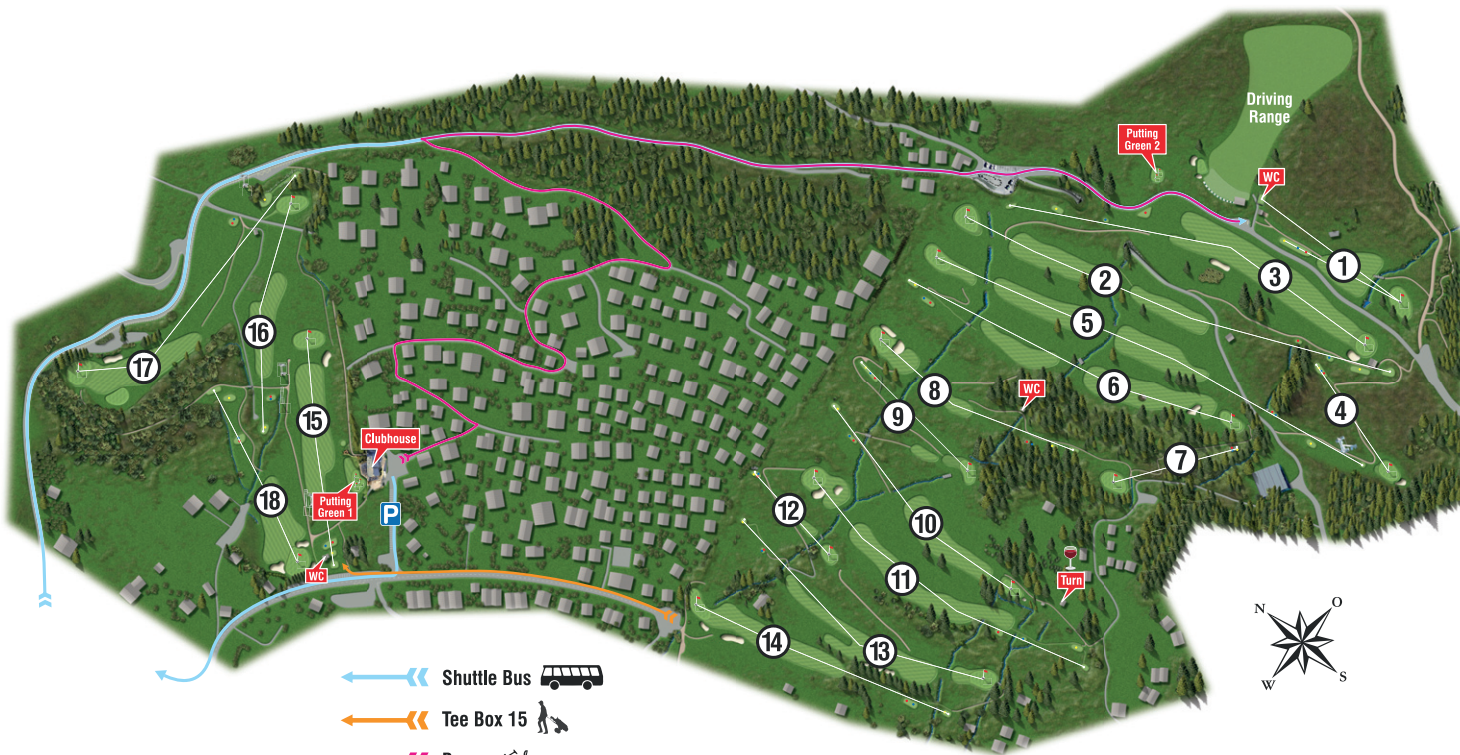 Driving
Range
Putting
Green 2
WC
1
2
3
5
6
4
16
17
15
8
9
WC
7
Clubhouse
Putting
Green 1
P
18
12
10
11
WC
Turn
14
13
N
O
W
S
Shuttle Bus
Tee Box 15